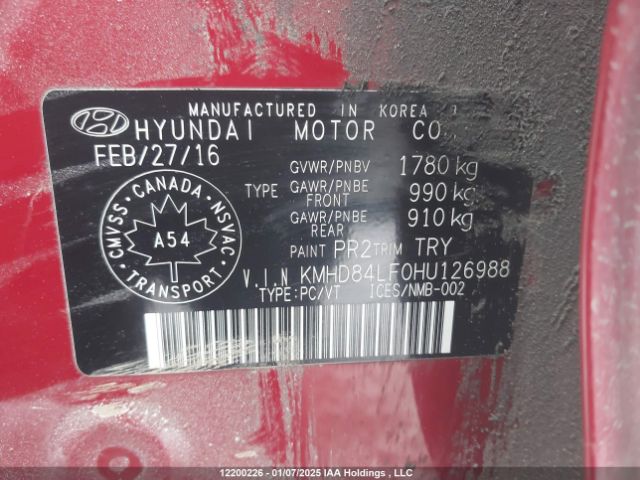 MANUFACTURED IN KOREA
HYUNDAI MOTOR CO.
FEB/27/16
GVWR/PNBV 1780 kg
TYPE GAWR/PNBE FRONT 990 kg
GAWR/PNBE REAR 910 kg
PAINT PR2 TRIM TRY
V.I.N KMHD84LF0HU126988
TYPE:PC/VT ICES/NMB-002
CANADA
CMVSS NSVAC
A54
TRANSPORT
12200226 - 01/07/2025 IAA Holdings , LLC